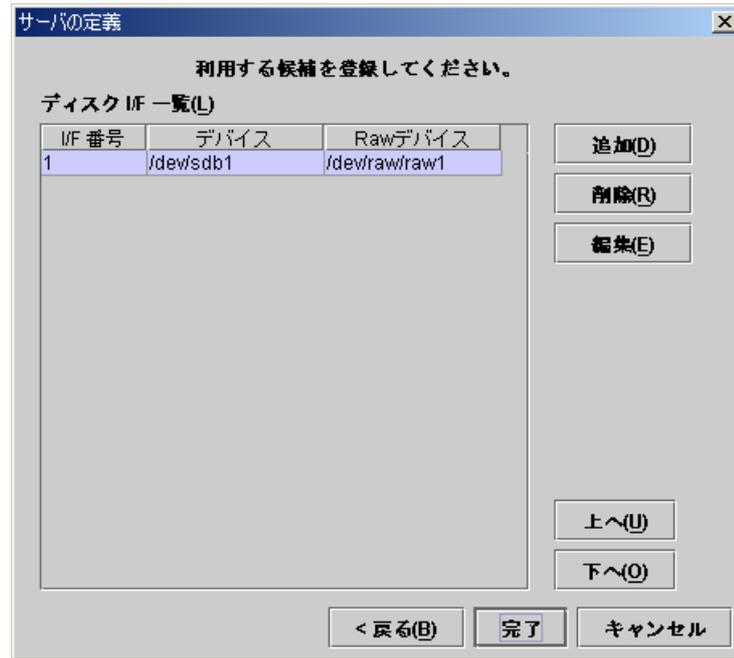 サーバの定義
利用する候補を登録してください。
ディスク I/F 一覧(L)
I/F 番号 デバイス Rawデバイス
1 /dev/sdb1 /dev/raw/raw1
追加(D)
削除(R)
編集(E)
上へ(U)
下へ(O)
< 戻る(B) 完了 キャンセル